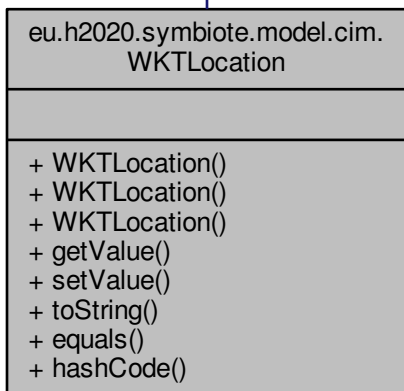 eu.h2020.symbiote.model.cim.
WKTLocation
+ WKTLocation()
+ WKTLocation()
+ WKTLocation()
+ getValue()
+ setValue()
+ toString()
+ equals()
+ hashCode()